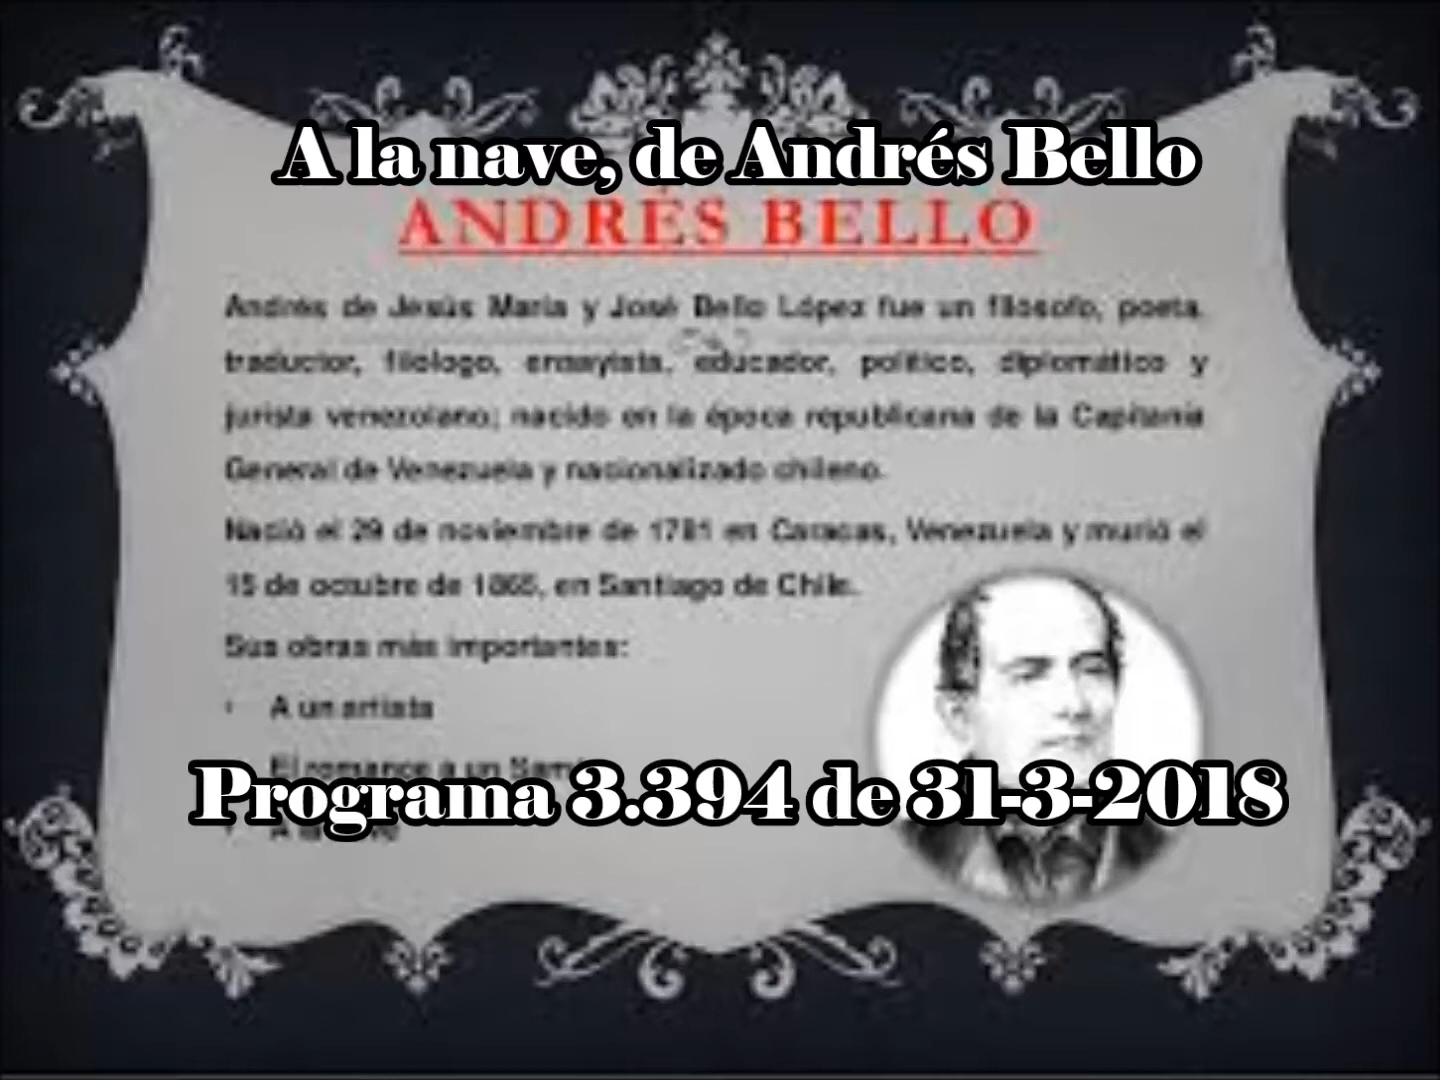 A la nave, de Andrés Bello
ANDRÉS BELLO
Andrés de Jesús María y José Bello López fue un filósofo, poeta,
traductor, filólogo, ensayista, educador, político, diplomático y
jurista venezolano; nacido en la época republicana de la Capitanía
General de Venezuela y nacionalizado chileno.
Nació el 29 de noviembre de 1781 en Caracas, Venezuela y murió el
15 de octubre de 1865, en Santiago de Chile.
Sus obras más importantes:
• A un artista
El romance a un
Programa 3.394 de 31-3-2018